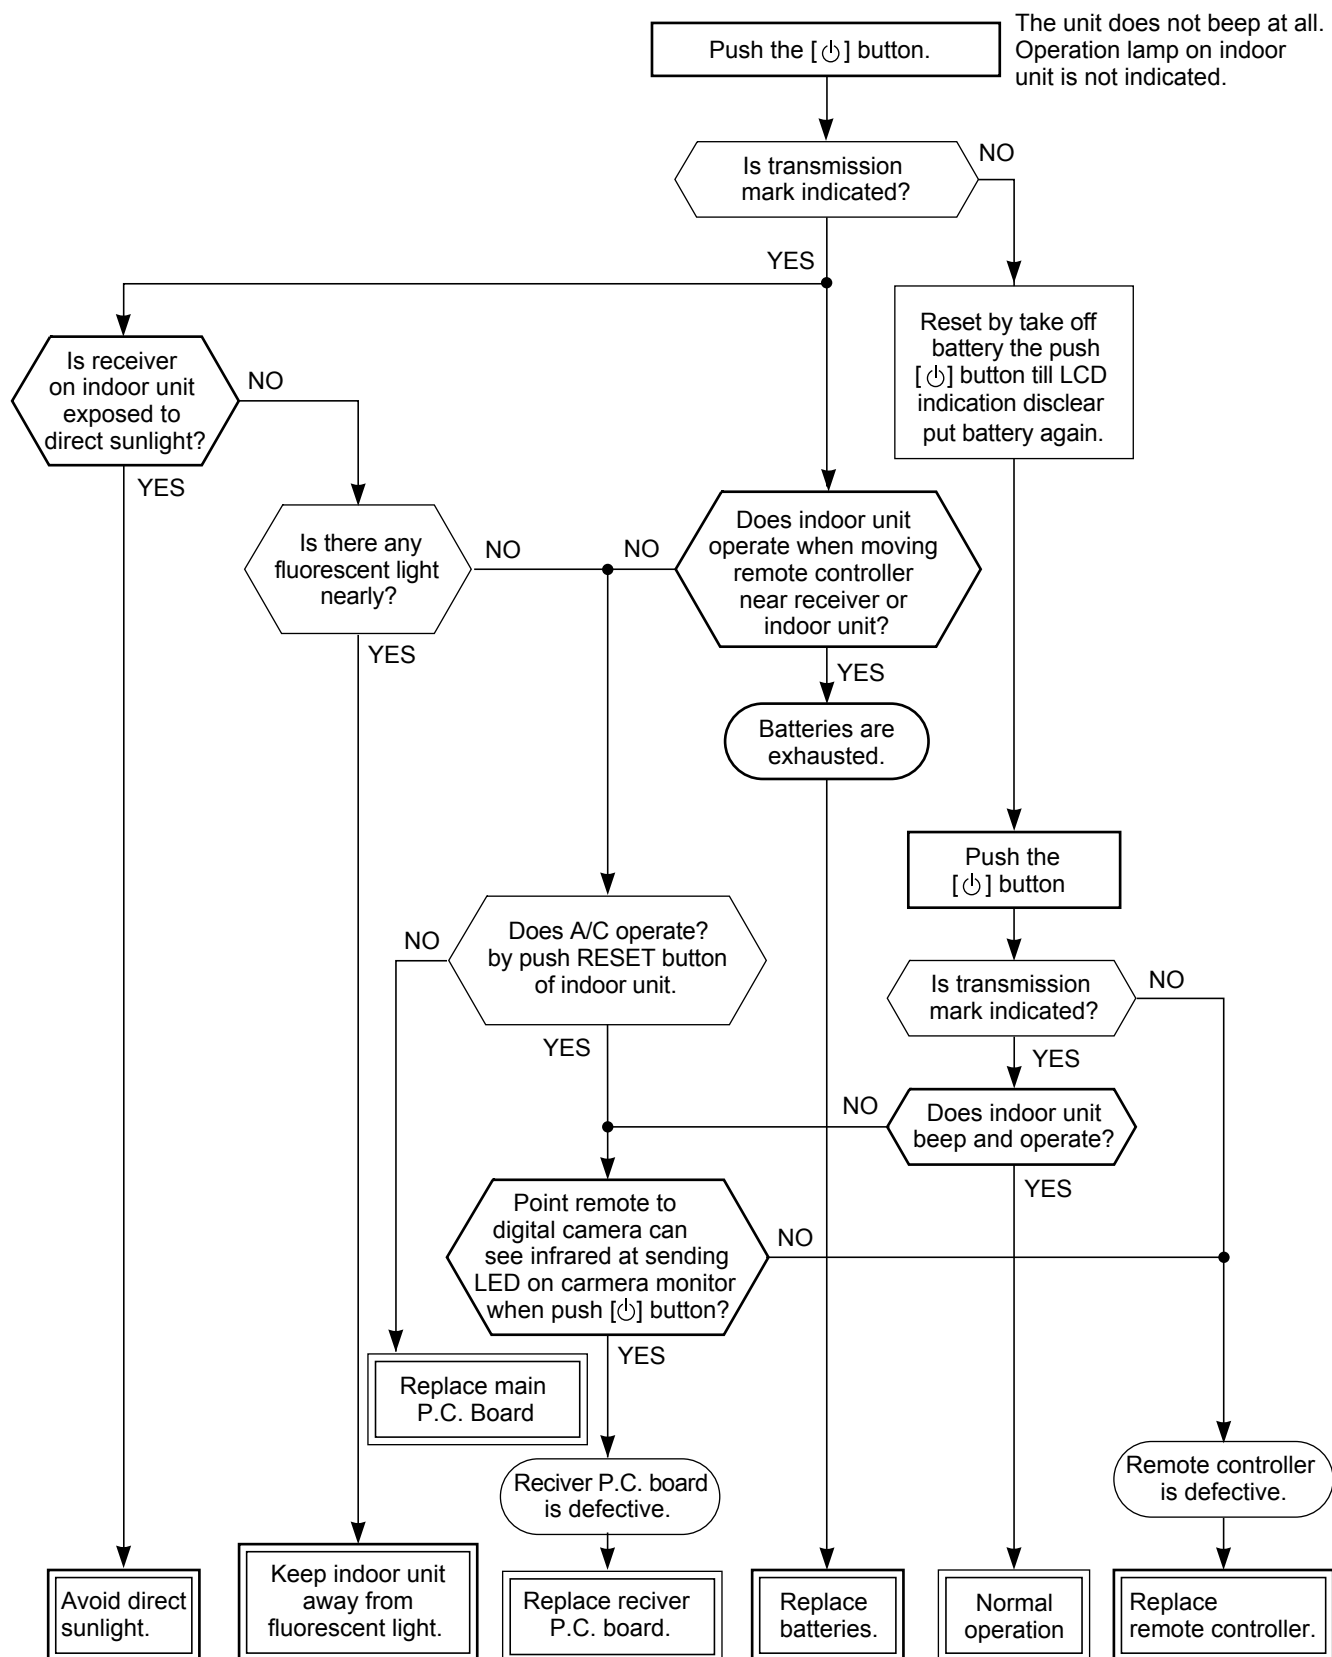 Push the [⏻] button.
The unit does not beep at all.
Operation lamp on indoor
unit is not indicated.
Is transmission
mark indicated?
NO
YES
Is receiver
on indoor unit
exposed to
direct sunlight?
NO
YES
Reset by take off
battery the push
[⏻] button till LCD
indication disclear
put battery again.
Is there any
fluorescent light
nearly?
NO
YES
NO
Does indoor unit
operate when moving
remote controller
near receiver or
indoor unit?
YES
Batteries are
exhausted.
Push the
[⏻] button
NO
Does A/C operate?
by push RESET button
of indoor unit.
YES
Is transmission
mark indicated?
NO
YES
NO
Does indoor unit
beep and operate?
YES
Point remote to
digital camera can
see infrared at sending
LED on carmera monitor
when push [⏻] button?
NO
YES
Replace main
P.C. Board
Reciver P.C. board
is defective.
Remote controller
is defective.
Avoid direct
sunlight.
Keep indoor unit
away from
fluorescent light.
Replace reciver
P.C. board.
Replace
batteries.
Normal
operation
Replace
remote controller.